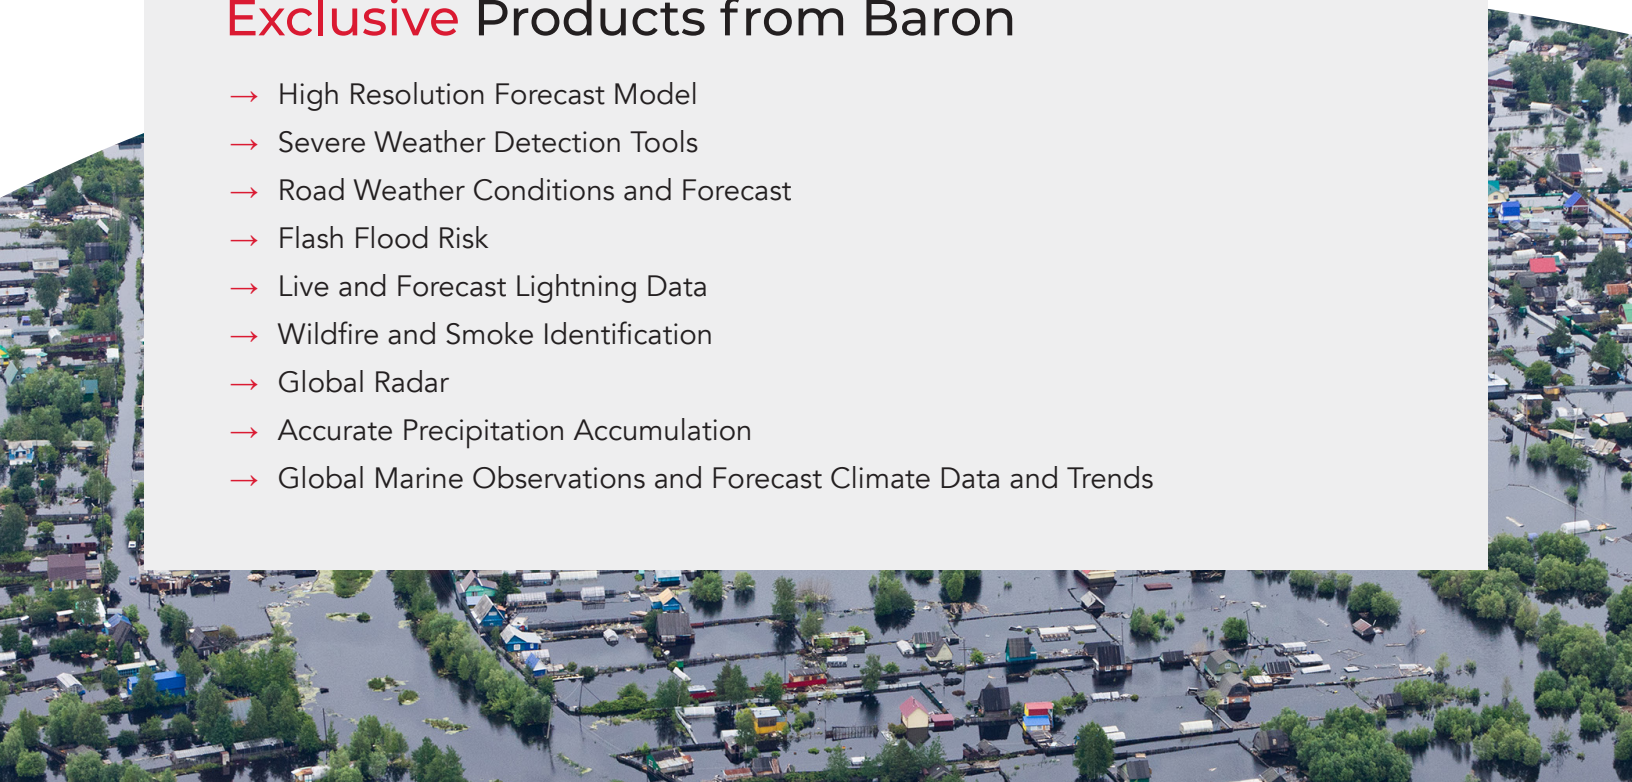 Exclusive Products from Baron
→ High Resolution Forecast Model
→ Severe Weather Detection Tools
→ Road Weather Conditions and Forecast
→ Flash Flood Risk
→ Live and Forecast Lightning Data
→ Wildfire and Smoke Identification
→ Global Radar
→ Accurate Precipitation Accumulation
→ Global Marine Observations and Forecast Climate Data and Trends